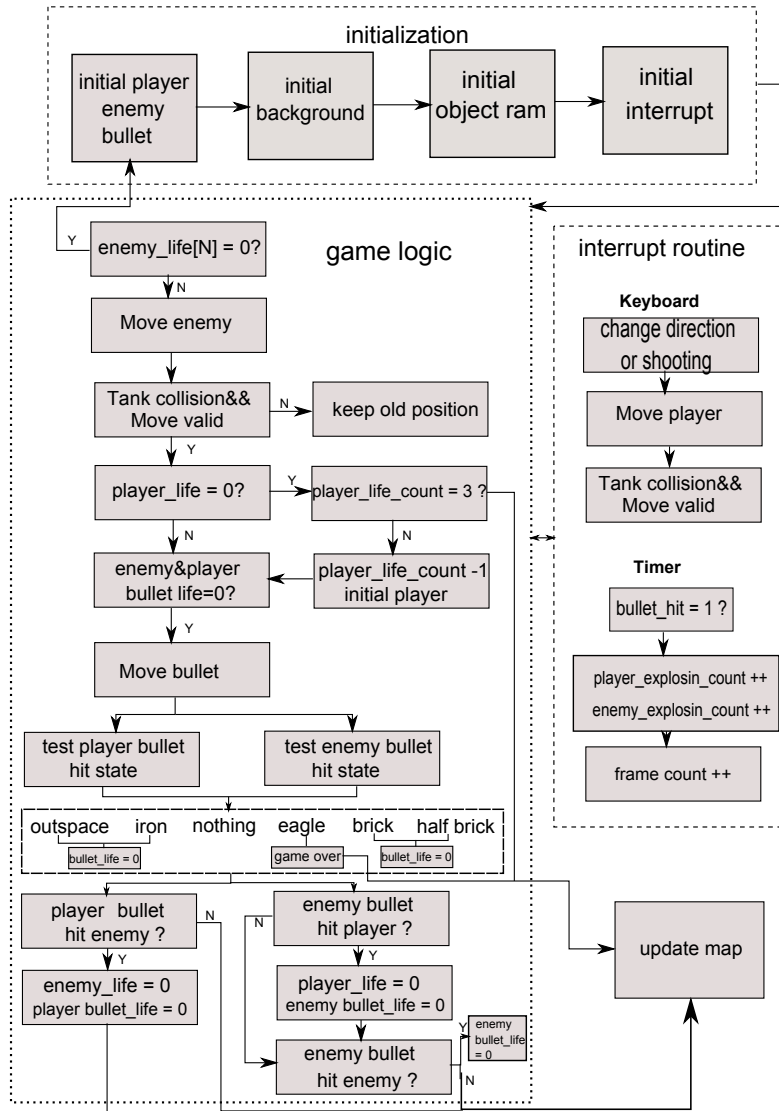 initialization
initial player
enemy
bullet
initial
background
initial
object ram
initial
interrupt
game logic
Y
enemy_life[N] = 0?
N
Move enemy
Tank collision&&
Move valid
N
keep old position
Y
player_life = 0?
Y
player_life_count = 3 ?
N
N
enemy&player
bullet life=0?
player_life_count -1
initial player
Y
Move bullet
test player bullet
hit state
test enemy bullet
hit state
outspace iron nothing eagle brick half brick
bullet_life = 0
game over
bullet_life = 0
player bullet
hit enemy ?
N
Y
enemy_life = 0
player bullet_life = 0
enemy bullet
hit player ?
N
Y
player_life = 0
enemy bullet_life = 0
enemy bullet
hit enemy ?
Y
N
enemy
bullet_life
= 0
interrupt routine
Keyboard
change direction
or shooting
Move player
Tank collision&&
Move valid
Timer
bullet_hit = 1 ?
player_explosin_count ++
enemy_explosin_count ++
frame count ++
update map